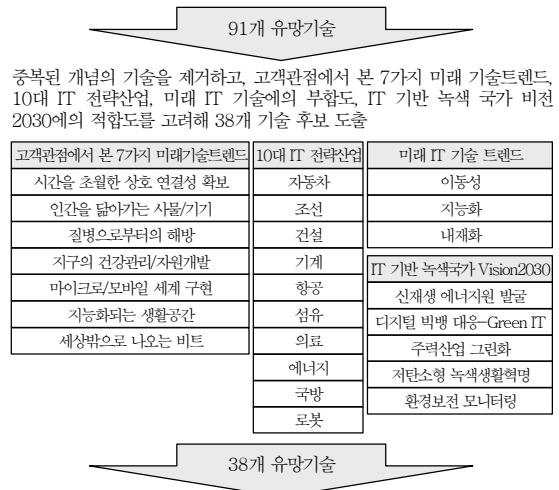 91개 유망기술
중복된 개념의 기술을 제거하고, 고객관점에서 본 7가지 미래 기술트렌드,
10대 IT 전략산업, 미래 IT 기술에의 부합도, IT 기반 녹색 국가 비전
2030에의 적합도를 고려해 38개 기술 후보 도출
고객관점에서 본 7가지 미래기술트렌드
시간을 초월한 상호 연결성 확보
인간을 닮아가는 사물/기기
질병으로부터의 해방
지구의 건강관리/자원개발
마이크로/모바일 세계 구현
지능화되는 생활공간
세상밖으로 나오는 비트
10대 IT 전략산업
자동차
조선
건설
기계
항공
섬유
의료
에너지
국방
로봇
미래 IT 기술 트렌드
이동성
지능화
내재화
IT 기반 녹색국가 Vision2030
신재생 에너지원 발굴
디지털 빅뱅 대응-Green IT
주력산업 그린화
저탄소형 녹색생활혁명
환경보전 모니터링
38개 유망기술